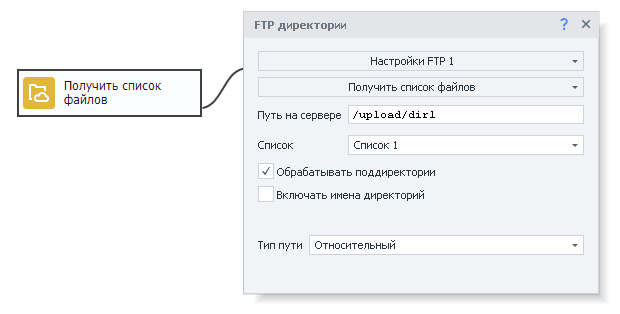 FTP директории
?
Получить список
файлов
Настройки FTP 1
Получить список файлов
Путь на сервере /upload/dirl
Список Список 1
Обрабатывать поддиректории
Включать имена директорий
Тип пути Относительный